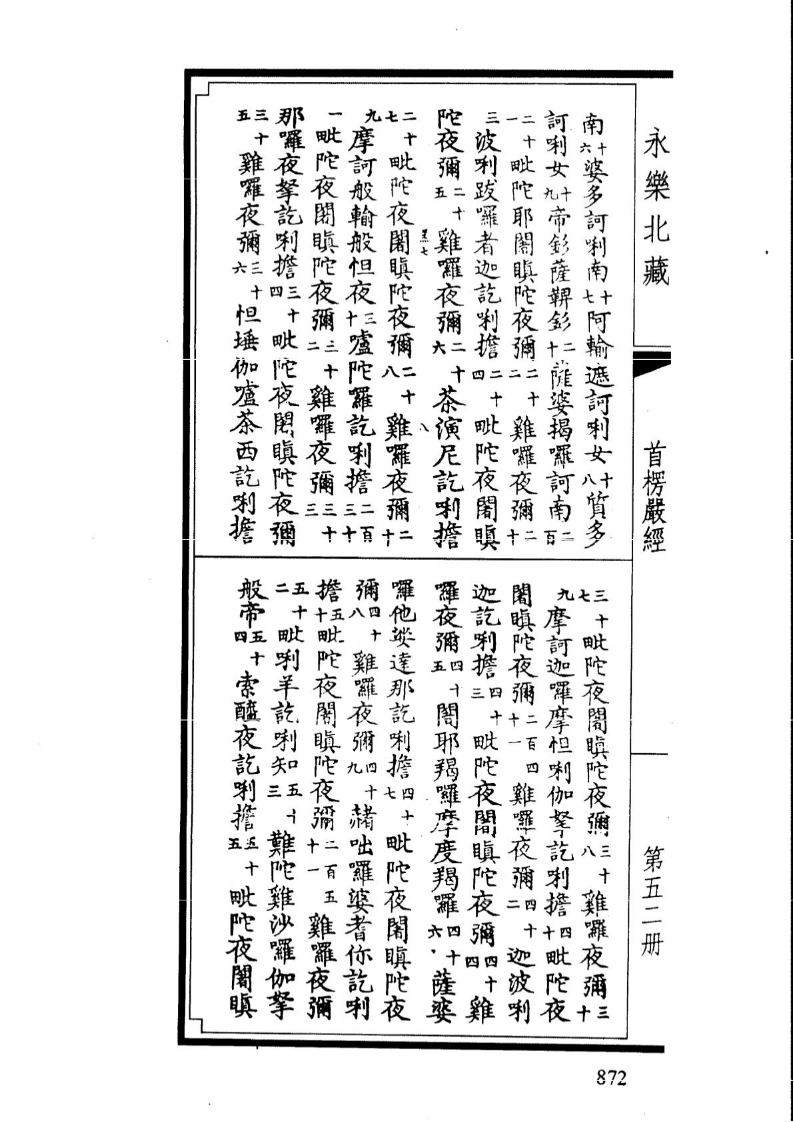 永樂北藏
首楞嚴經
第五二册
南十六婆多訶唎南十七阿輸遮訶唎女十八質多
訶唎女十九帝釤薩鞞釤二十薩婆揭囉訶南二百
二十一毗陀耶闍瞋陀夜彌二十二雞囉夜彌二十
三波唎跋囉者迦訖唎擔二十四毗陀夜闍瞋
陀夜彌二十五雞囉夜彌二十六茶演尼訖唎擔
二十七毗陀夜闍瞋陀夜彌二十八雞囉夜彌二十
九摩訶般輸般怛夜三十嚧陀囉訖唎擔二百三十
一毗陀夜闍瞋陀夜彌三十二雞囉夜彌三十三
那囉夜拏訖唎擔三十四毗陀夜闍瞋陀夜彌
三十五雞囉夜彌三十六怛埵伽嚧茶西訖唎擔
黑七
八
三十七毗陀夜闍瞋陀夜彌三十八雞囉夜彌三十
九摩訶迦囉摩怛唎伽拏訖唎擔四十毗陀夜
闍瞋陀夜彌二百四十一雞囉夜彌四十二迦波唎
迦訖唎擔四十三毗陀夜闍瞋陀夜彌四十四雞
囉夜彌四十五闍耶羯囉摩度羯囉四十六薩婆
囉他娑達那訖唎擔四十七毗陀夜闍瞋陀夜
彌四十八雞囉夜彌四十九赭咄囉婆耆你訖唎
擔五十毗陀夜闍瞋陀夜彌二百五十一雞囉夜彌
五十二毗唎羊訖唎知五十三難陀雞沙囉伽拏
般帝五十四索醯夜訖唎擔五十五毗陀夜闍瞋
872